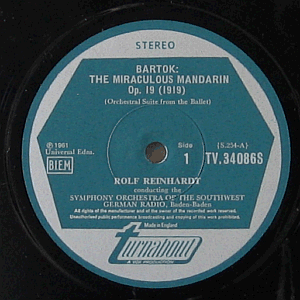 STEREO
BARTOK:
THE MIRACULOUS MANDARIN
Op. 19 (1919)
(Orchestral Suite from the Ballet)
℗ 1961
Universal Edn.
BIEM
Side
1
(S.254-A)
TV. 34086S
ROLF REINHARDT
conducting the
SYMPHONY ORCHESTRA OF THE SOUTHWEST
GERMAN RADIO, Baden-Baden
All rights of the manufacturer and of the owner of the recorded work reserved.
Unauthorised public performance broadcasting and copying of this work prohibited.
Made in England
turnabout
A VOX PRODUCTION